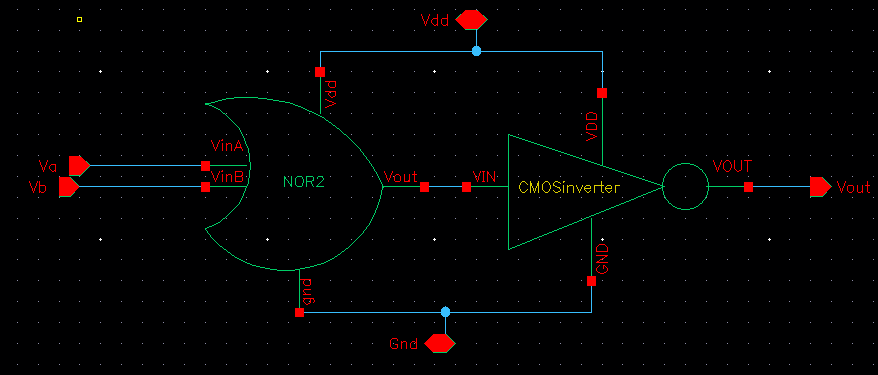 Vdd
Vdd
VDD
VinA
Va
VinB
Vb
NOR2
Vout
VIN
CMOSinverter
VOUT
Vout
gnd
GND
Gnd